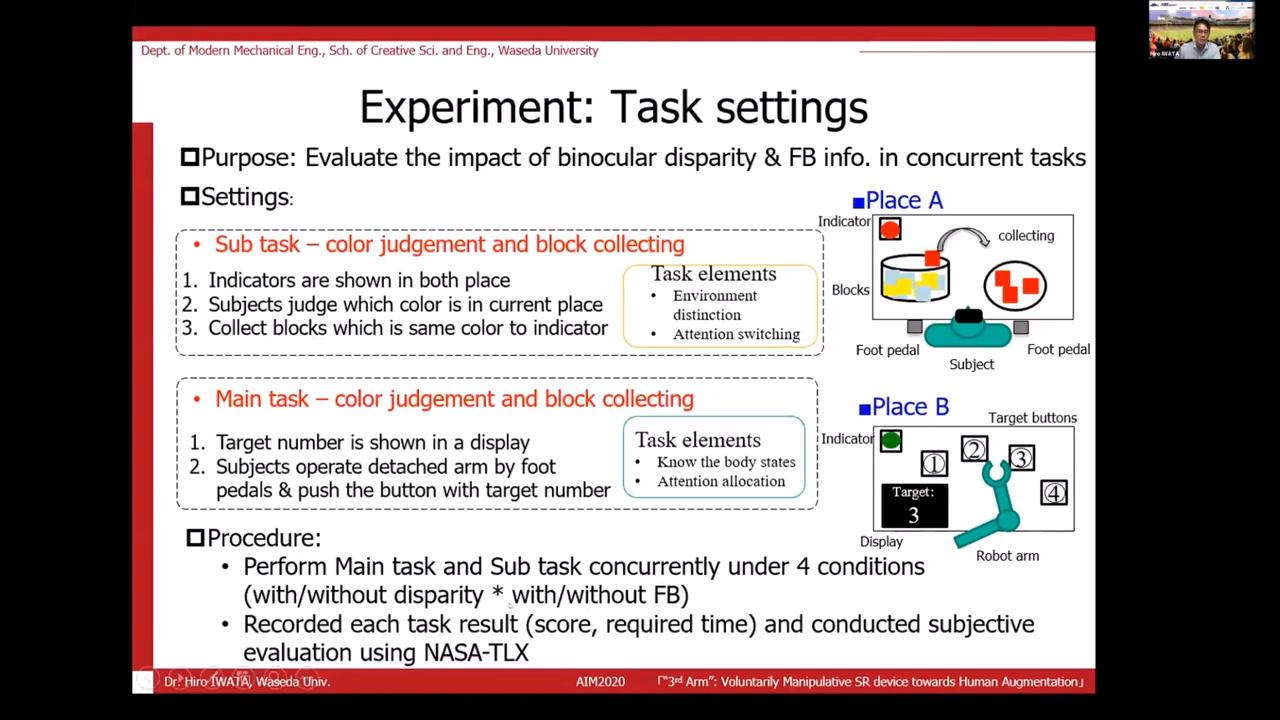 Dept. of Modern Mechanical Eng., Sch. of Creative Sci. and Eng., Waseda University
Experiment: Task settings
Purpose: Evaluate the impact of binocular disparity & FB info. in concurrent tasks
Settings:
• Sub task – color judgement and block collecting
1. Indicators are shown in both place
2. Subjects judge which color is in current place
3. Collect blocks which is same color to indicator
Task elements
• Environment
distinction
• Attention switching
■Place A
Indicator
collecting
Blocks
Foot pedal
Foot pedal
Subject
• Main task – color judgement and block collecting
1. Target number is shown in a display
2. Subjects operate detached arm by foot
pedals & push the button with target number
Task elements
• Know the body states
• Attention allocation
■Place B
Target buttons
Indicator
①
②
③
④
Target:
3
Display
Robot arm
Procedure:
• Perform Main task and Sub task concurrently under 4 conditions
(with/without disparity * with/without FB)
• Recorded each task result (score, required time) and conducted subjective
evaluation using NASA-TLX
Dr. Hiro IWATA, Waseda Univ.
AIM2020
「"3rd Arm": Voluntarily Manipulative SR device towards Human Augmentation」
Hiro IWATA